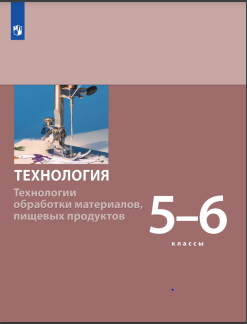 ТЕХНОЛОГИЯ
Технологии
обработки материалов,
пищевых продуктов
5–6
классы